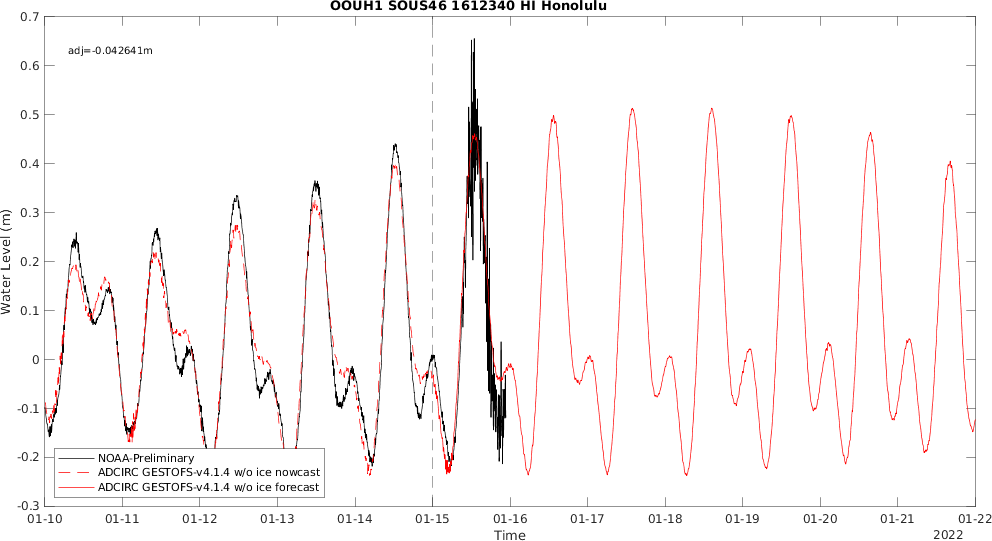 OOUH1 SOUS46 1612340 HI Honolulu
adj=-0.042641m
Water Level (m)
0.7
0.6
0.5
0.4
0.3
0.2
0.1
0
-0.1
-0.2
-0.3
NOAA-Preliminary
ADCIRC GESTOFS-v4.1.4 w/o ice nowcast
ADCIRC GESTOFS-v4.1.4 w/o ice forecast
01-10 01-11 01-12 01-13 01-14 01-15 01-16 01-17 01-18 01-19 01-20 01-21 01-22
Time
2022